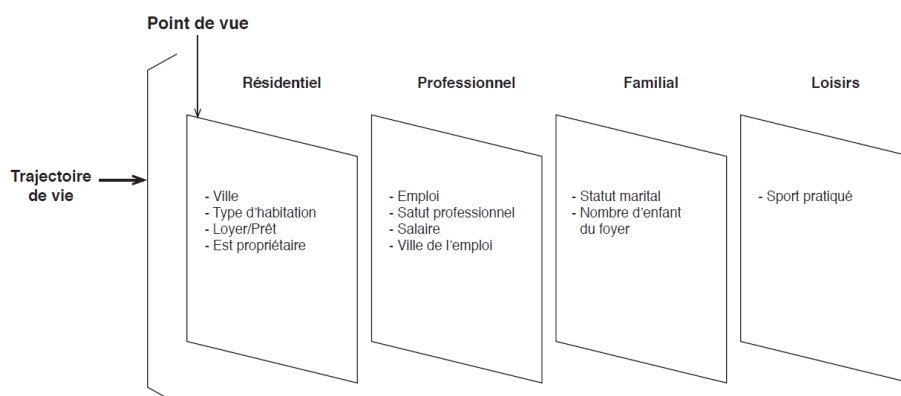 Point de vue
Résidentiel
Professionnel
Familial
Loisirs
Trajectoire
de vie
- Ville
- Type d'habitation
- Loyer/Prêt
- Est propriétaire
- Emploi
- Satut professionnel
- Salaire
- Ville de l'emploi
- Statut marital
- Nombre d'enfant
du foyer
- Sport pratiqué